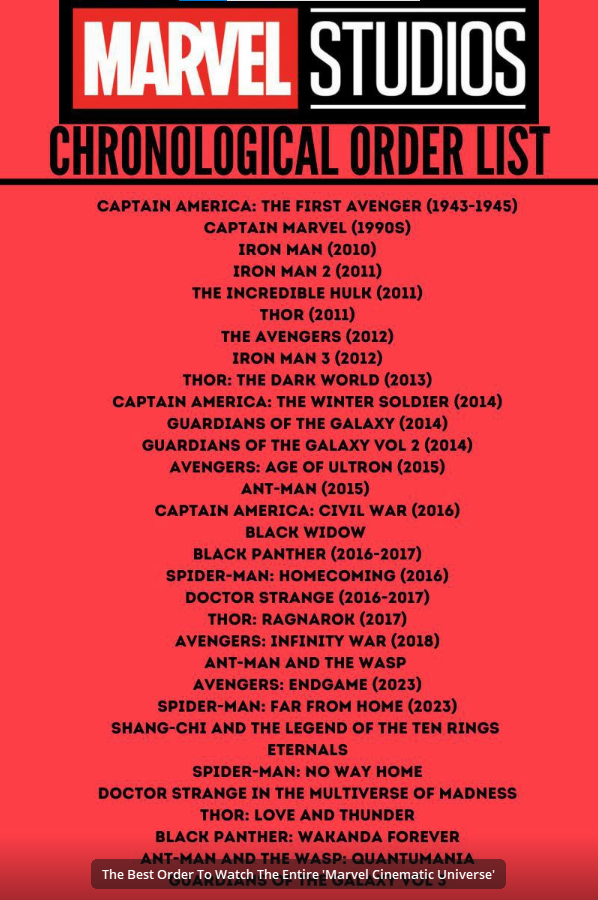 MARVEL STUDIOS
CHRONOLOGICAL ORDER LIST
CAPTAIN AMERICA: THE FIRST AVENGER (1943-1945)
CAPTAIN MARVEL (1990S)
IRON MAN (2010)
IRON MAN 2 (2011)
THE INCREDIBLE HULK (2011)
THOR (2011)
THE AVENGERS (2012)
IRON MAN 3 (2012)
THOR: THE DARK WORLD (2013)
CAPTAIN AMERICA: THE WINTER SOLDIER (2014)
GUARDIANS OF THE GALAXY (2014)
GUARDIANS OF THE GALAXY VOL 2 (2014)
AVENGERS: AGE OF ULTRON (2015)
ANT-MAN (2015)
CAPTAIN AMERICA: CIVIL WAR (2016)
BLACK WIDOW
BLACK PANTHER (2016-2017)
SPIDER-MAN: HOMECOMING (2016)
DOCTOR STRANGE (2016-2017)
THOR: RAGNAROK (2017)
AVENGERS: INFINITY WAR (2018)
ANT-MAN AND THE WASP
AVENGERS: ENDGAME (2023)
SPIDER-MAN: FAR FROM HOME (2023)
SHANG-CHI AND THE LEGEND OF THE TEN RINGS
ETERNALS
SPIDER-MAN: NO WAY HOME
DOCTOR STRANGE IN THE MULTIVERSE OF MADNESS
THOR: LOVE AND THUNDER
BLACK PANTHER: WAKANDA FOREVER
ANT-MAN AND THE WASP: QUANTUMANIA
The Best Order To Watch The Entire 'Marvel Cinematic Universe'
GUARDIANS OF THE GALAXY VOL 3